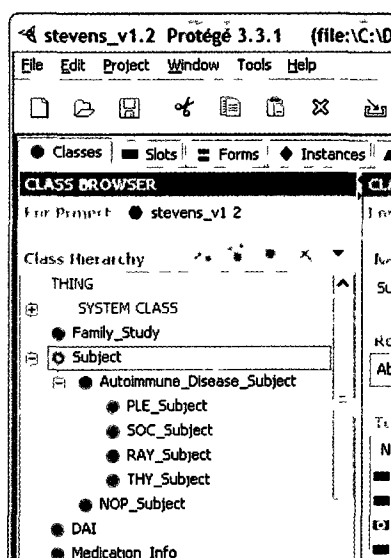 stevens_v1.2 Protégé 3.3.1 (file:\C:\D
File Edit Project Window Tools Help
Classes Slots Forms Instances
CLASS BROWSER CL
For Project: stevens_v1 2
Class Hierarchy
THING
SYSTEM CLASS
Family_Study
Subject
Autoimmune_Disease_Subject
PLE_Subject
SOC_Subject
RAY_Subject
THY_Subject
NOP_Subject
DAI
Medication_Info